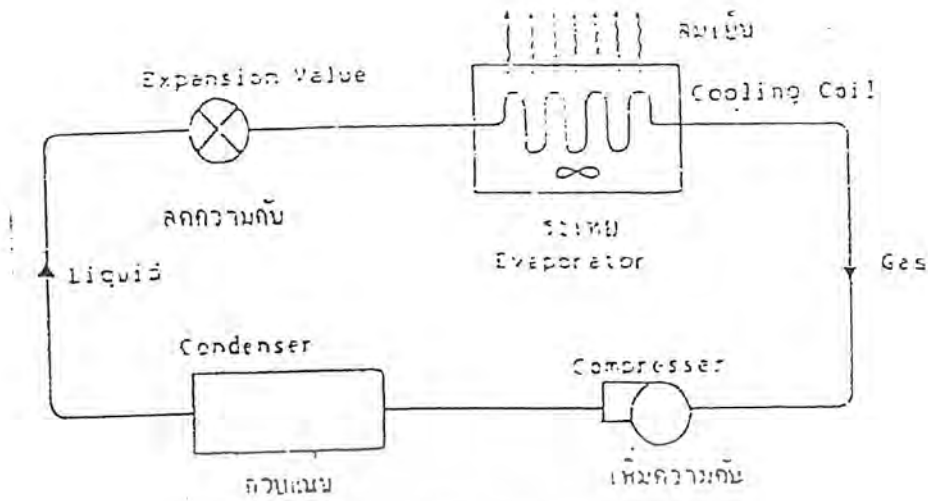 ลมเย็น
Expansion Value
Cooling Coil
ลดความดัน
ระเหย
Evaporator
Gas
Liquid
Condenser
Compresser
ควบแน่น
เพิ่มความดัน